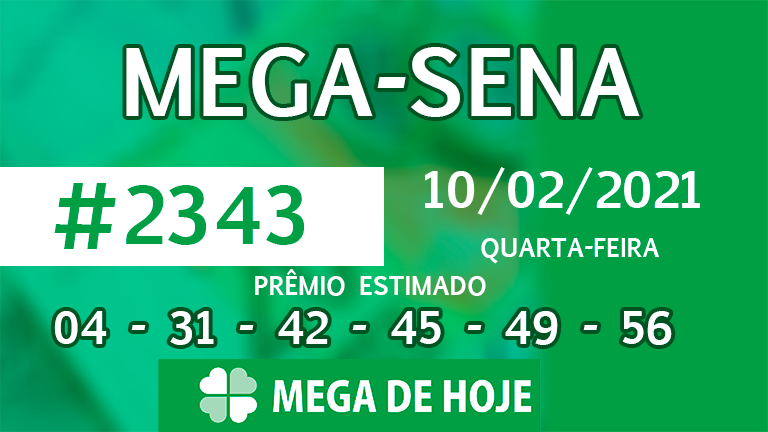 MEGA-SENA
#2343
10/02/2021
QUARTA-FEIRA
PRÊMIO ESTIMADO
04 - 31 - 42 - 45 - 49 - 56
MEGA DE HOJE